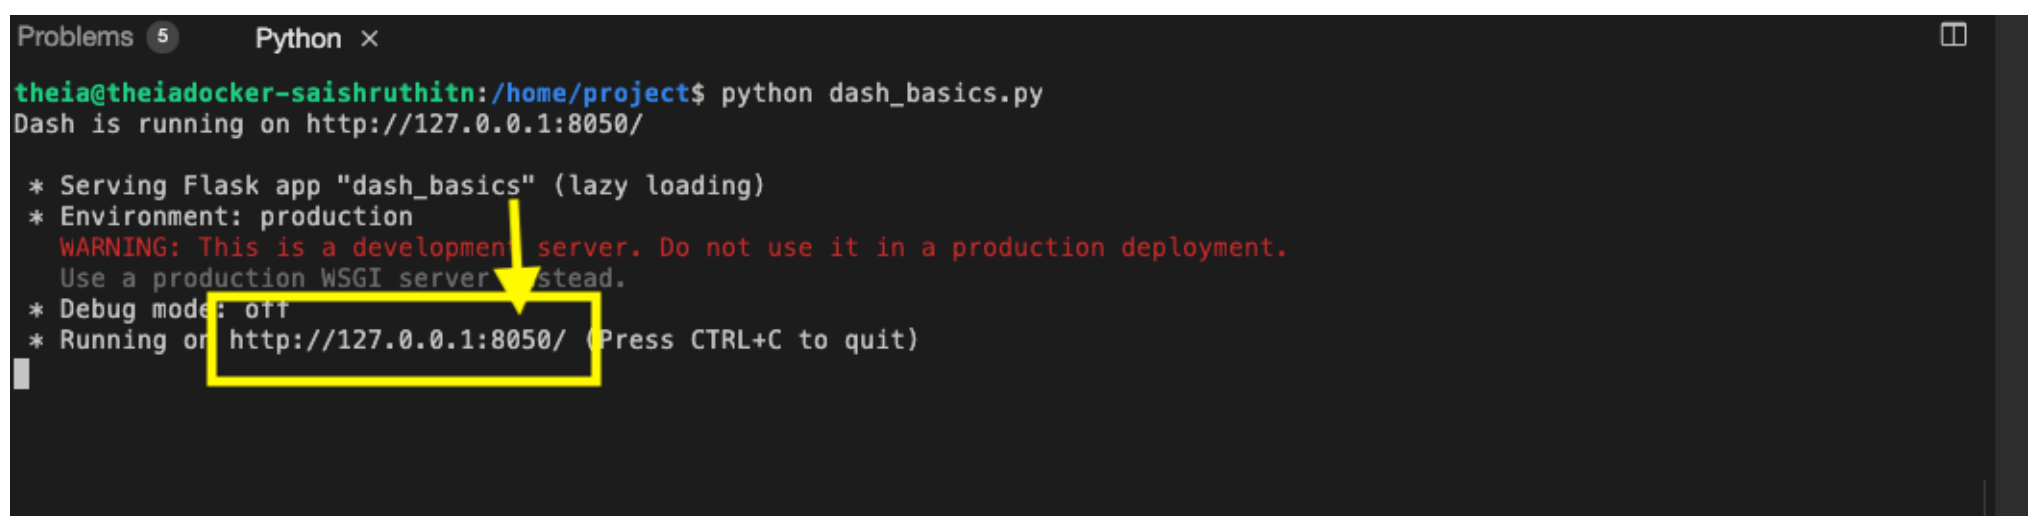 Problems 5 Python ×
theia@theiadocker-saishruthitn:/home/project$ python dash_basics.py
Dash is running on http://127.0.0.1:8050/
* Serving Flask app "dash_basics" (lazy loading)
* Environment: production
WARNING: This is a development server. Do not use it in a production deployment.
Use a production WSGI server instead.
* Debug mode: off
* Running on http://127.0.0.1:8050/ (Press CTRL+C to quit)